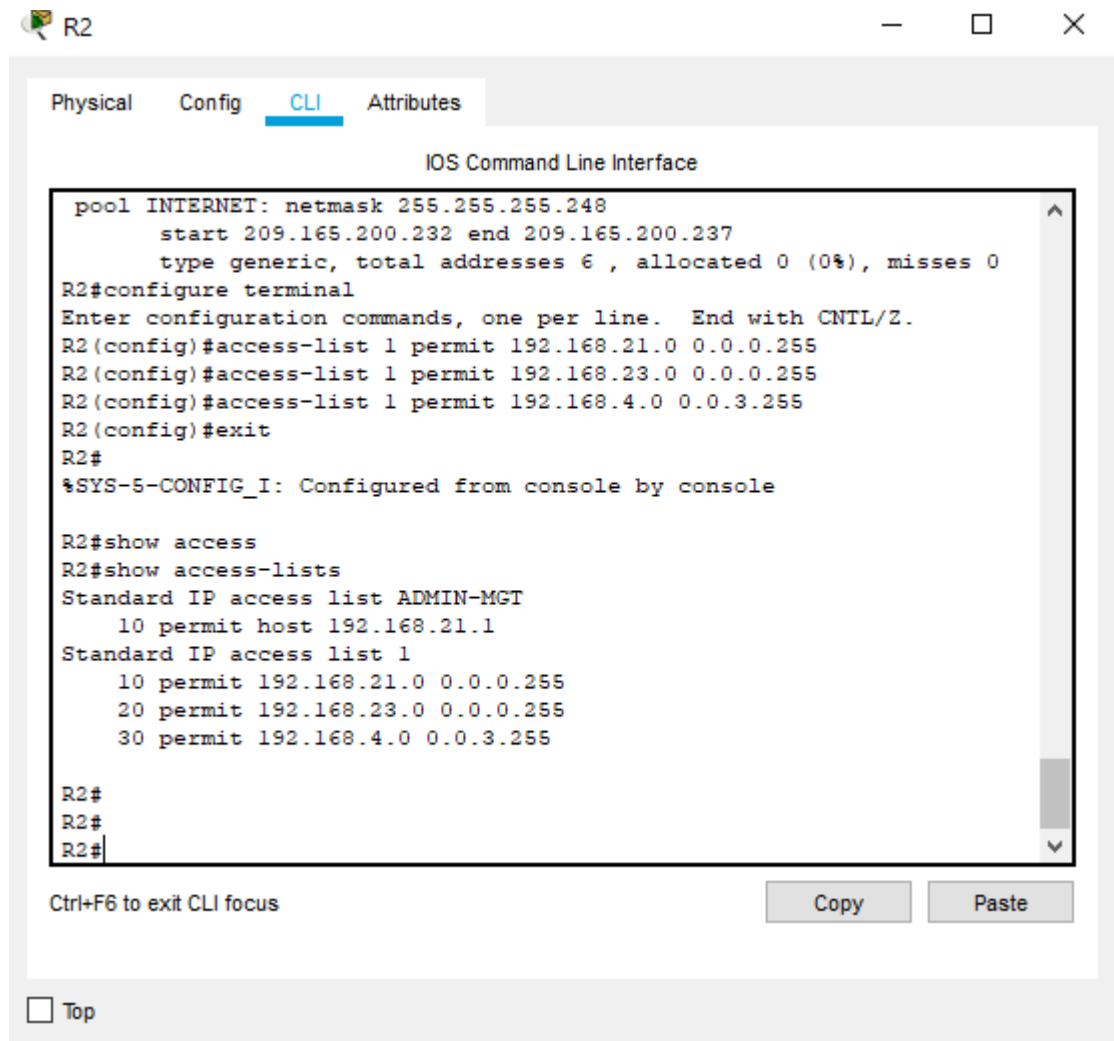 R2
Physical Config CLI Attributes
IOS Command Line Interface
pool INTERNET: netmask 255.255.255.248
start 209.165.200.232 end 209.165.200.237
type generic, total addresses 6 , allocated 0 (0%), misses 0
R2#configure terminal
Enter configuration commands, one per line.  End with CNTL/Z.
R2(config)#access-list 1 permit 192.168.21.0 0.0.0.255
R2(config)#access-list 1 permit 192.168.23.0 0.0.0.255
R2(config)#access-list 1 permit 192.168.4.0 0.0.3.255
R2(config)#exit
R2#
%SYS-5-CONFIG_I: Configured from console by console
R2#show access
R2#show access-lists
Standard IP access list ADMIN-MGT
10 permit host 192.168.21.1
Standard IP access list 1
10 permit 192.168.21.0 0.0.0.255
20 permit 192.168.23.0 0.0.0.255
30 permit 192.168.4.0 0.0.3.255
R2#
R2#
R2#
Ctrl+F6 to exit CLI focus
Copy Paste
Top